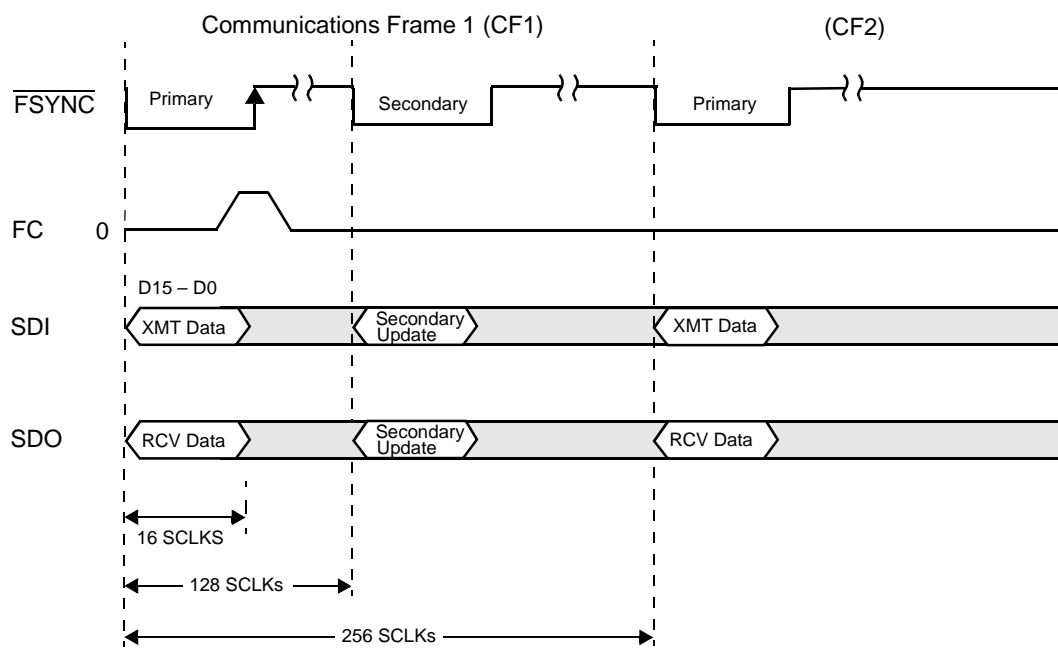 Communications Frame 1 (CF1) (CF2)
FSYNC Primary Secondary Primary
FC 0
D15 – D0
SDI XMT Data Secondary Update XMT Data
SDO RCV Data Secondary Update RCV Data
16 SCLKS
128 SCLKs
256 SCLKs